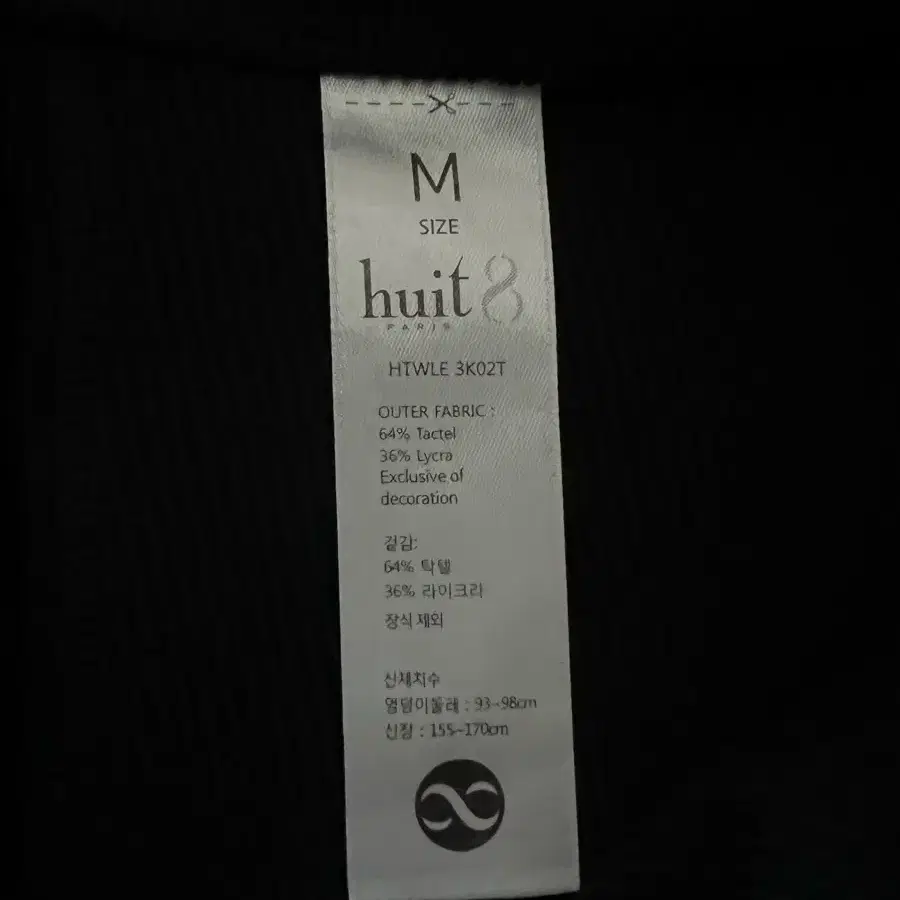 M
SIZE
huit 8
PARIS
HTWLE 3K02T
OUTER FABRIC :
64% Tactel
36% Lycra
Exclusive of
decoration
겉감:
64% 탁텔
36% 라이크라
장식 제외
신체치수
엉덩이둘레 : 93~98cm
신장 : 155~170cm